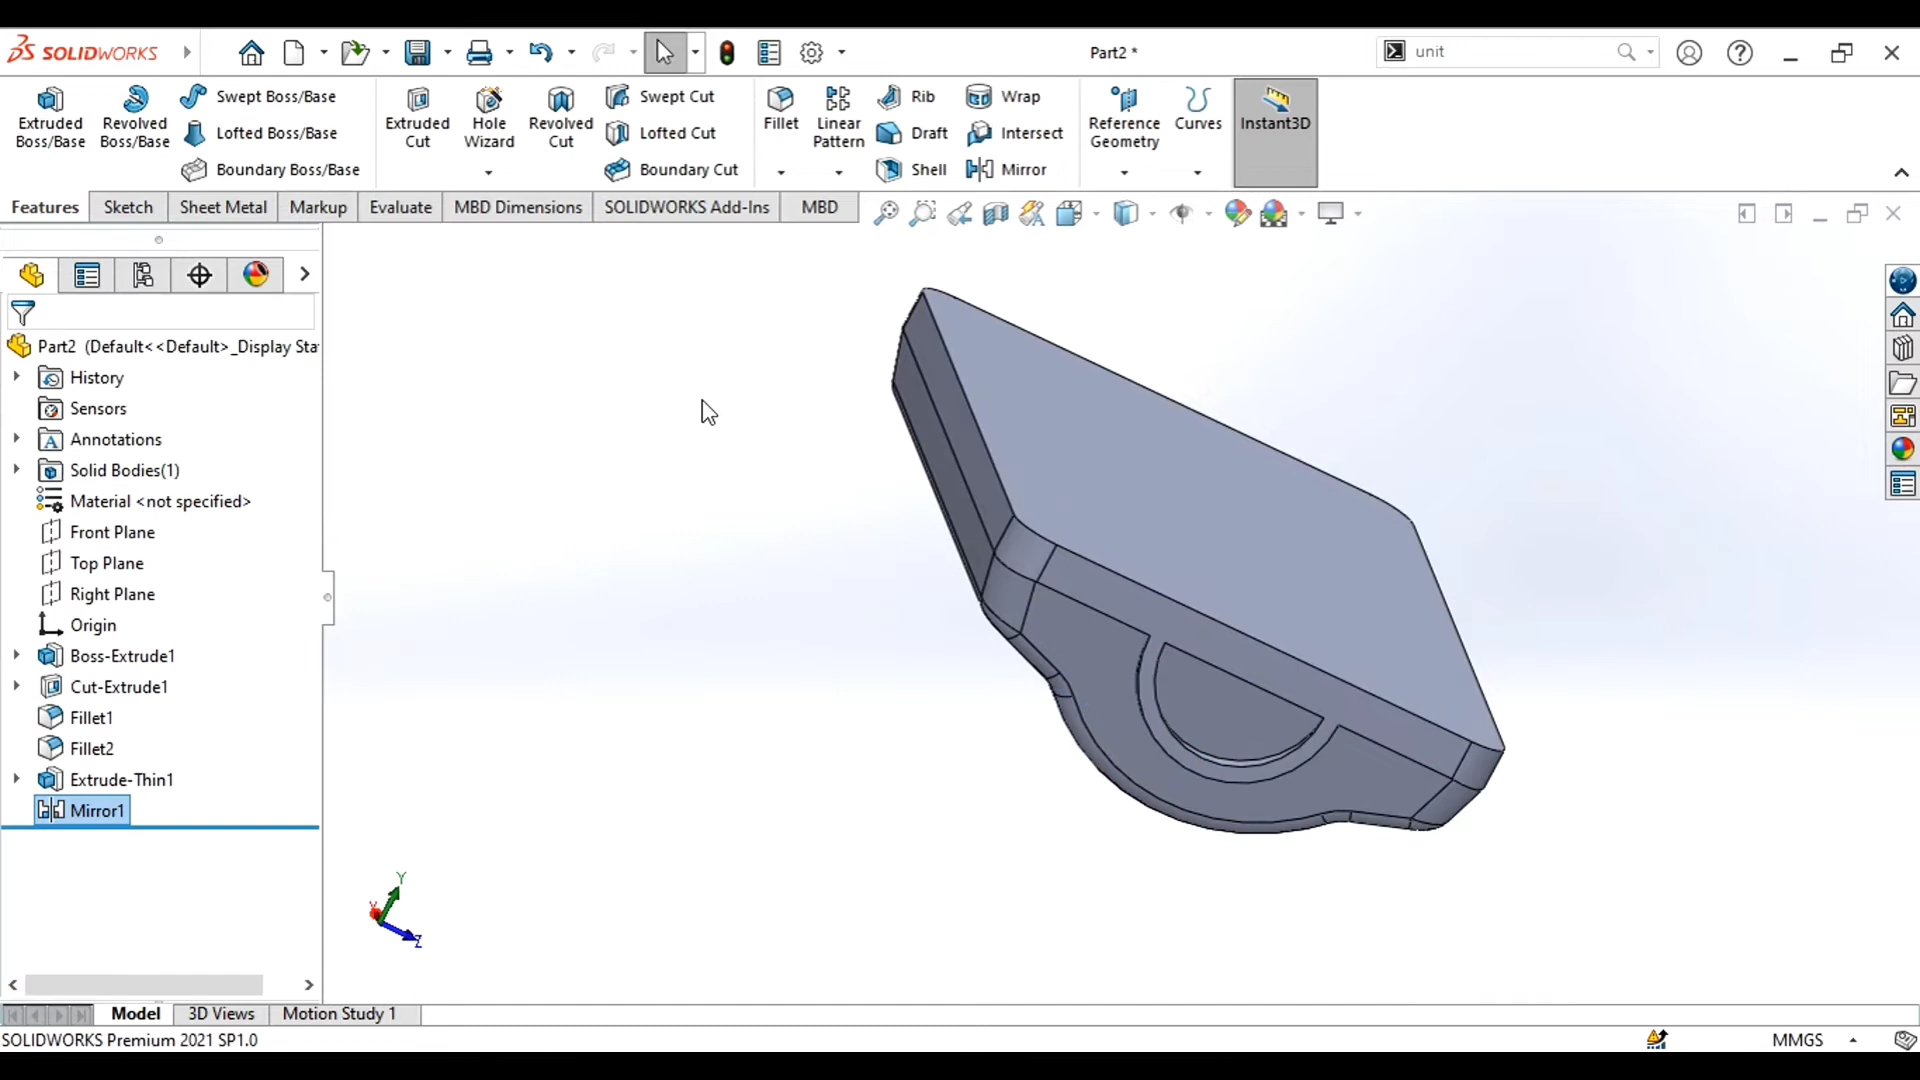 SOLIDWORKS
Part2 *
unit
Extruded Boss/Base
Revolved Boss/Base
Swept Boss/Base
Lofted Boss/Base
Boundary Boss/Base
Extruded Cut
Hole Wizard
Revolved Cut
Swept Cut
Lofted Cut
Boundary Cut
Fillet
Linear Pattern
Rib
Draft
Shell
Wrap
Intersect
Mirror
Reference Geometry
Curves
Instant3D
Features
Sketch
Sheet Metal
Markup
Evaluate
MBD Dimensions
SOLIDWORKS Add-Ins
MBD
Part2 (Default<<Default>_Display Sta
History
Sensors
Annotations
Solid Bodies(1)
Material <not specified>
Front Plane
Top Plane
Right Plane
Origin
Boss-Extrude1
Cut-Extrude1
Fillet1
Fillet2
Extrude-Thin1
Mirror1
Y
Z
Model
3D Views
Motion Study 1
SOLIDWORKS Premium 2021 SP1.0
MMGS